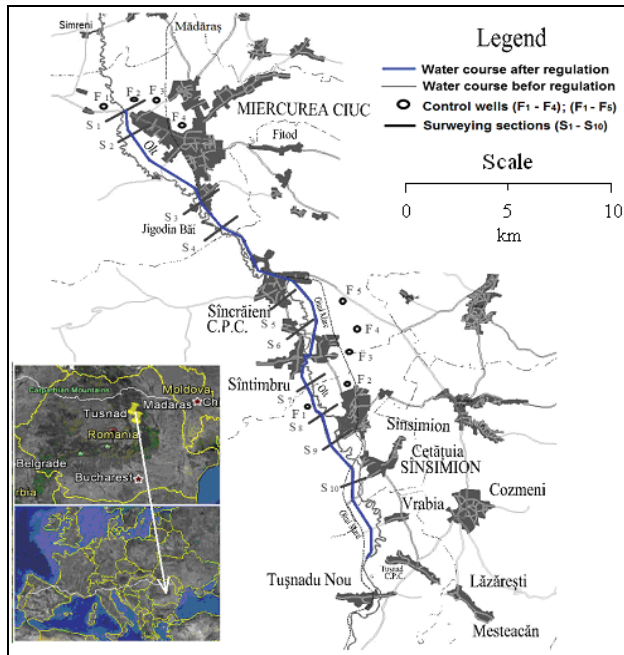 Simreni
Mădăraş
Legend
Water course after regulation
Water course befor regulation
Control wells (F1 - F4); (F1 - F5)
Surveying sections (S1 - S10)
Scale
0 5 10
km
F1
F2
F3
F4
S1
S2
MIERCUREA CIUC
Fitod
Olt
S3
Jigodin Băi
S4
Sîncrăieni
C.P.C.
S5
S6
F5
F4
F3
F2
Sîntimbru
Olt
S7
F1
S8
S9
S10
Sînsimion
Cetăţuia
SÎNSIMION
Vrabia
Cozmeni
Tuşnad
C.P.C.
Lăzăreşti
Tuşnadu Nou
Mesteacăn
Carpathian Mountains
Moldova
Madaras
Ch
Tusnad
Romania
Belgrade
Bucharest
rbia